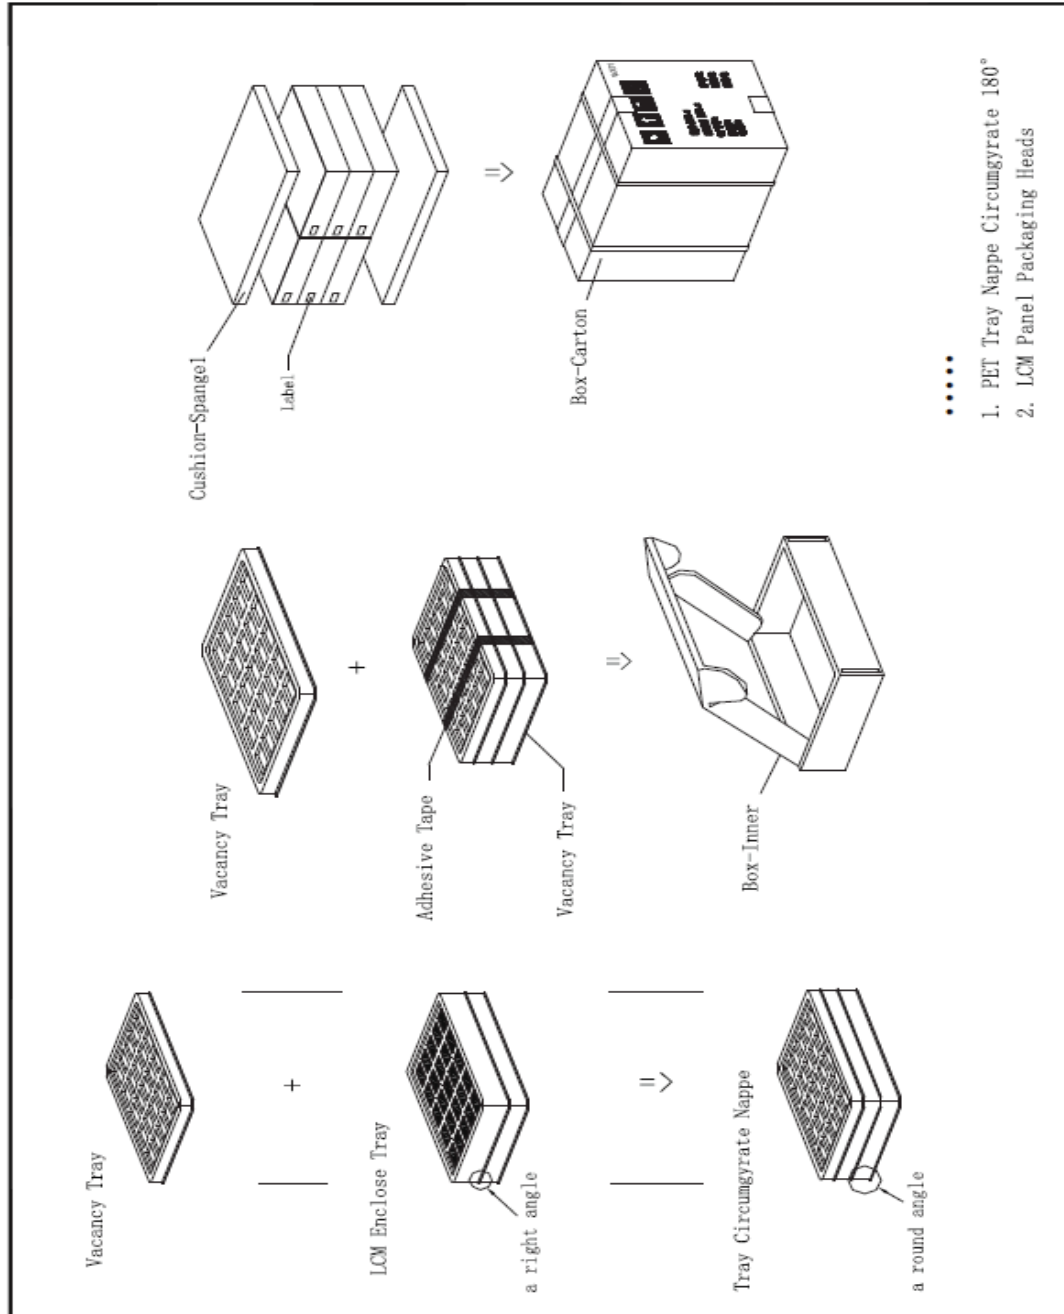 Vacancy Tray
LCM Enclose Tray
a right angle
Tray Circumgyrate Nappe
a round angle
Vacancy Tray
Adhesive Tape
Vacancy Tray
Box-Inner
Cushion-Spangel
Label
Box-Carton
1. PET Tray Nappe Circumgyrate 180°
2. LCM Panel Packaging Heads